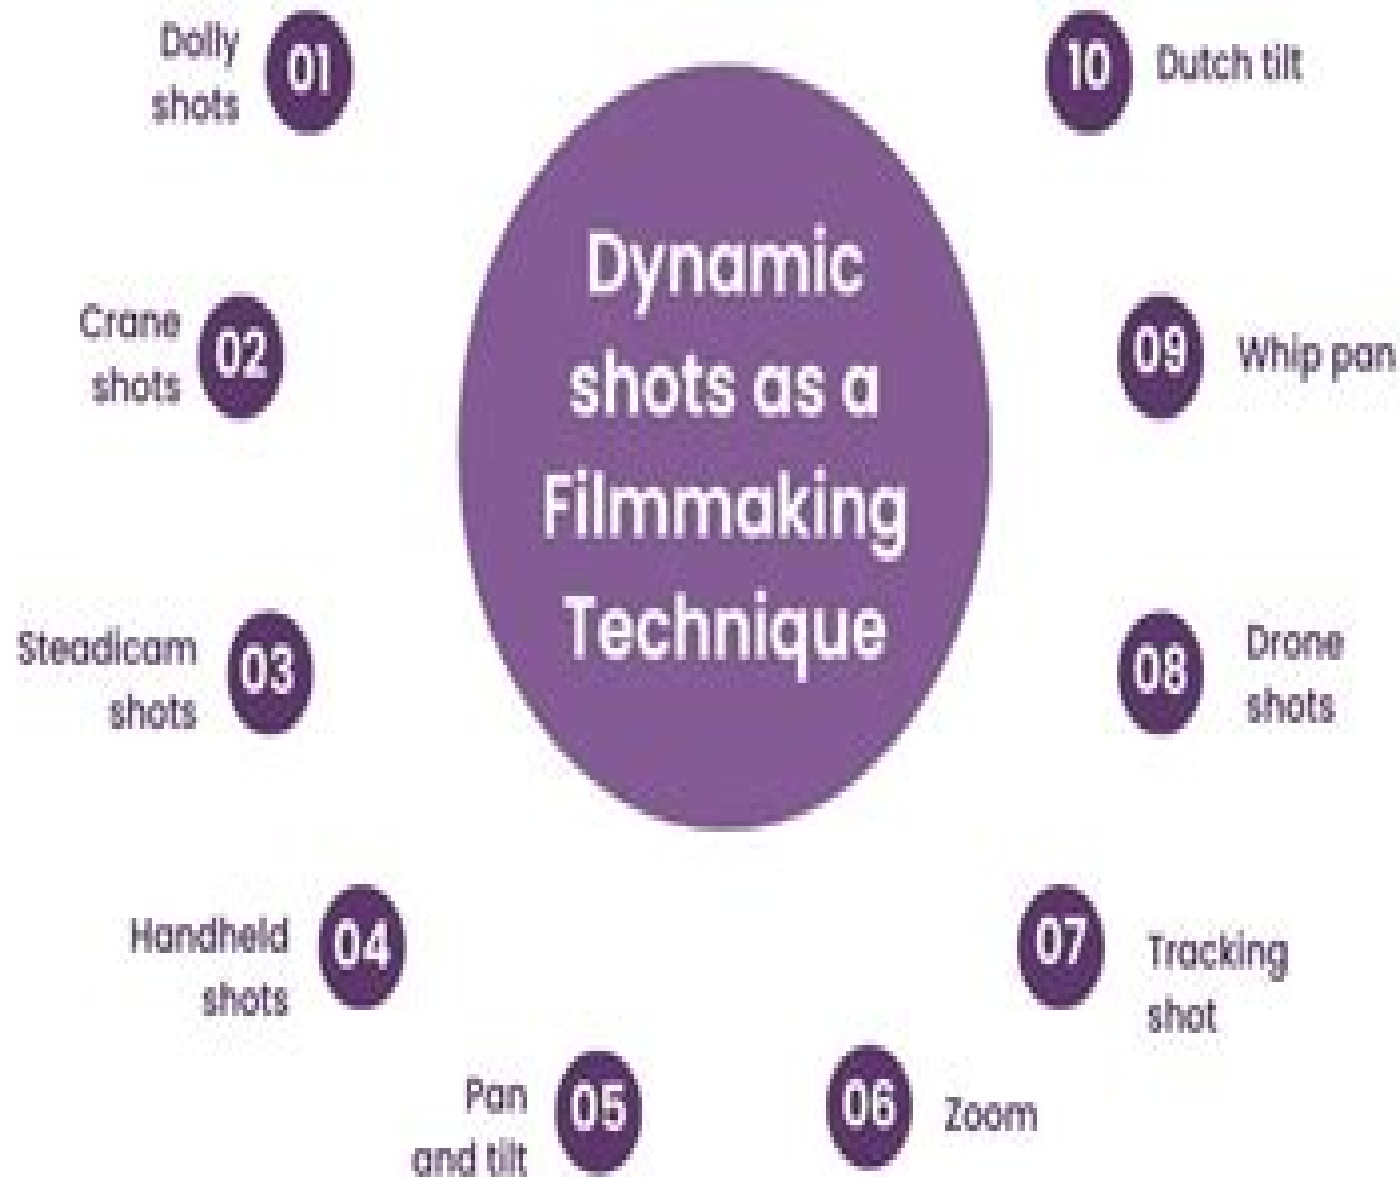 Dolly
shots
01
Crane
shots
02
Steadicam
shots
03
Handheld
shots
04
Pan
and tilt
05
06
Zoom
07
Tracking
shot
08
Drone
shots
09
Whip pan
10
Dutch tilt
Dynamic
shots as a
Filmmaking
Technique